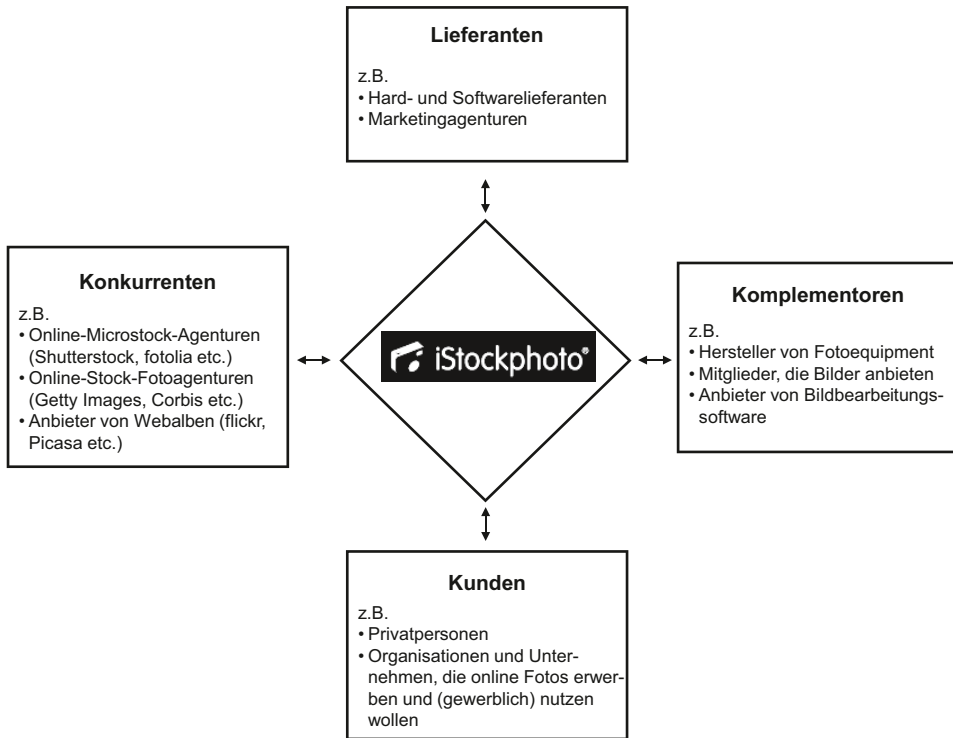 Lieferanten
z.B.
• Hard- und Softwarelieferanten
• Marketingagenturen
Konkurrenten
z.B.
• Online-Microstock-Agenturen
(Shutterstock, fotolia etc.)
• Online-Stock-Fotoagenturen
(Getty Images, Corbis etc.)
• Anbieter von Webalben (flickr,
Picasa etc.)
iStockphoto®
Komplementoren
z.B.
• Hersteller von Fotoequipment
• Mitglieder, die Bilder anbieten
• Anbieter von Bildbearbeitungs-
software
Kunden
z.B.
• Privatpersonen
• Organisationen und Unter-
nehmen, die online Fotos erwer-
ben und (gewerblich) nutzen
wollen